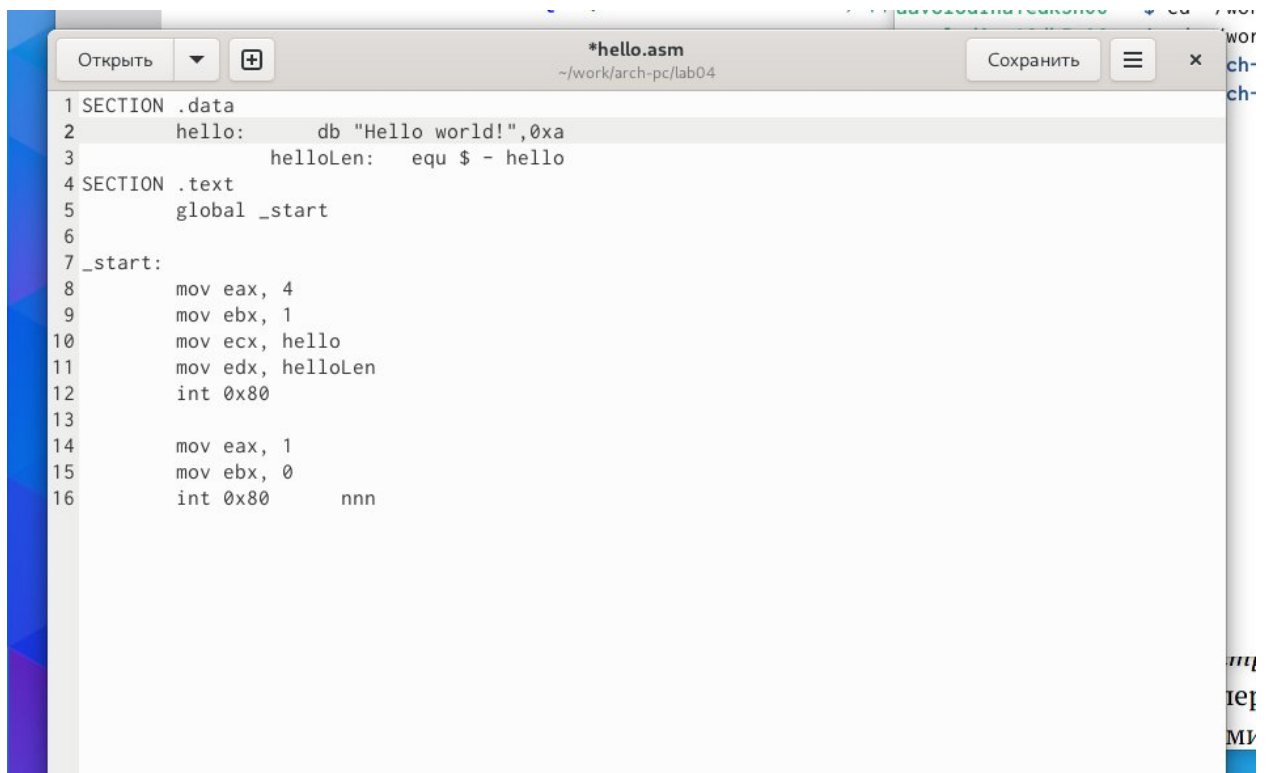 Открыть
*hello.asm
~/work/arch-pc/lab04
Сохранить
1 SECTION .data
2 hello: db "Hello world!",0xa
3 helloLen: equ $ - hello
4 SECTION .text
5 global _start
6
7 _start:
8 mov eax, 4
9 mov ebx, 1
10 mov ecx, hello
11 mov edx, helloLen
12 int 0x80
13
14 mov eax, 1
15 mov ebx, 0
16 int 0x80 nnn
ch-
ch-